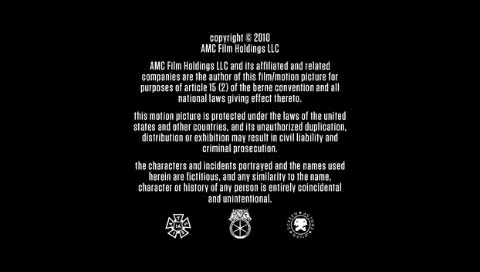 copyright © 2010
AMC Film Holdings LLC
AMC Film Holdings LLC and its affiliated and related
companies are the author of this film/motion picture for
purposes of article 15 (2) of the berne convention and all
national laws giving effect thereto.
this motion picture is protected under the laws of the united
states and other countries, and its unauthorized duplication,
distribution or exhibition may result in civil liability and
criminal prosecution.
the characters and incidents portrayed and the names used
herein are fictitious, and any similarity to the name,
character or history of any person is entirely coincidental
and unintentional.